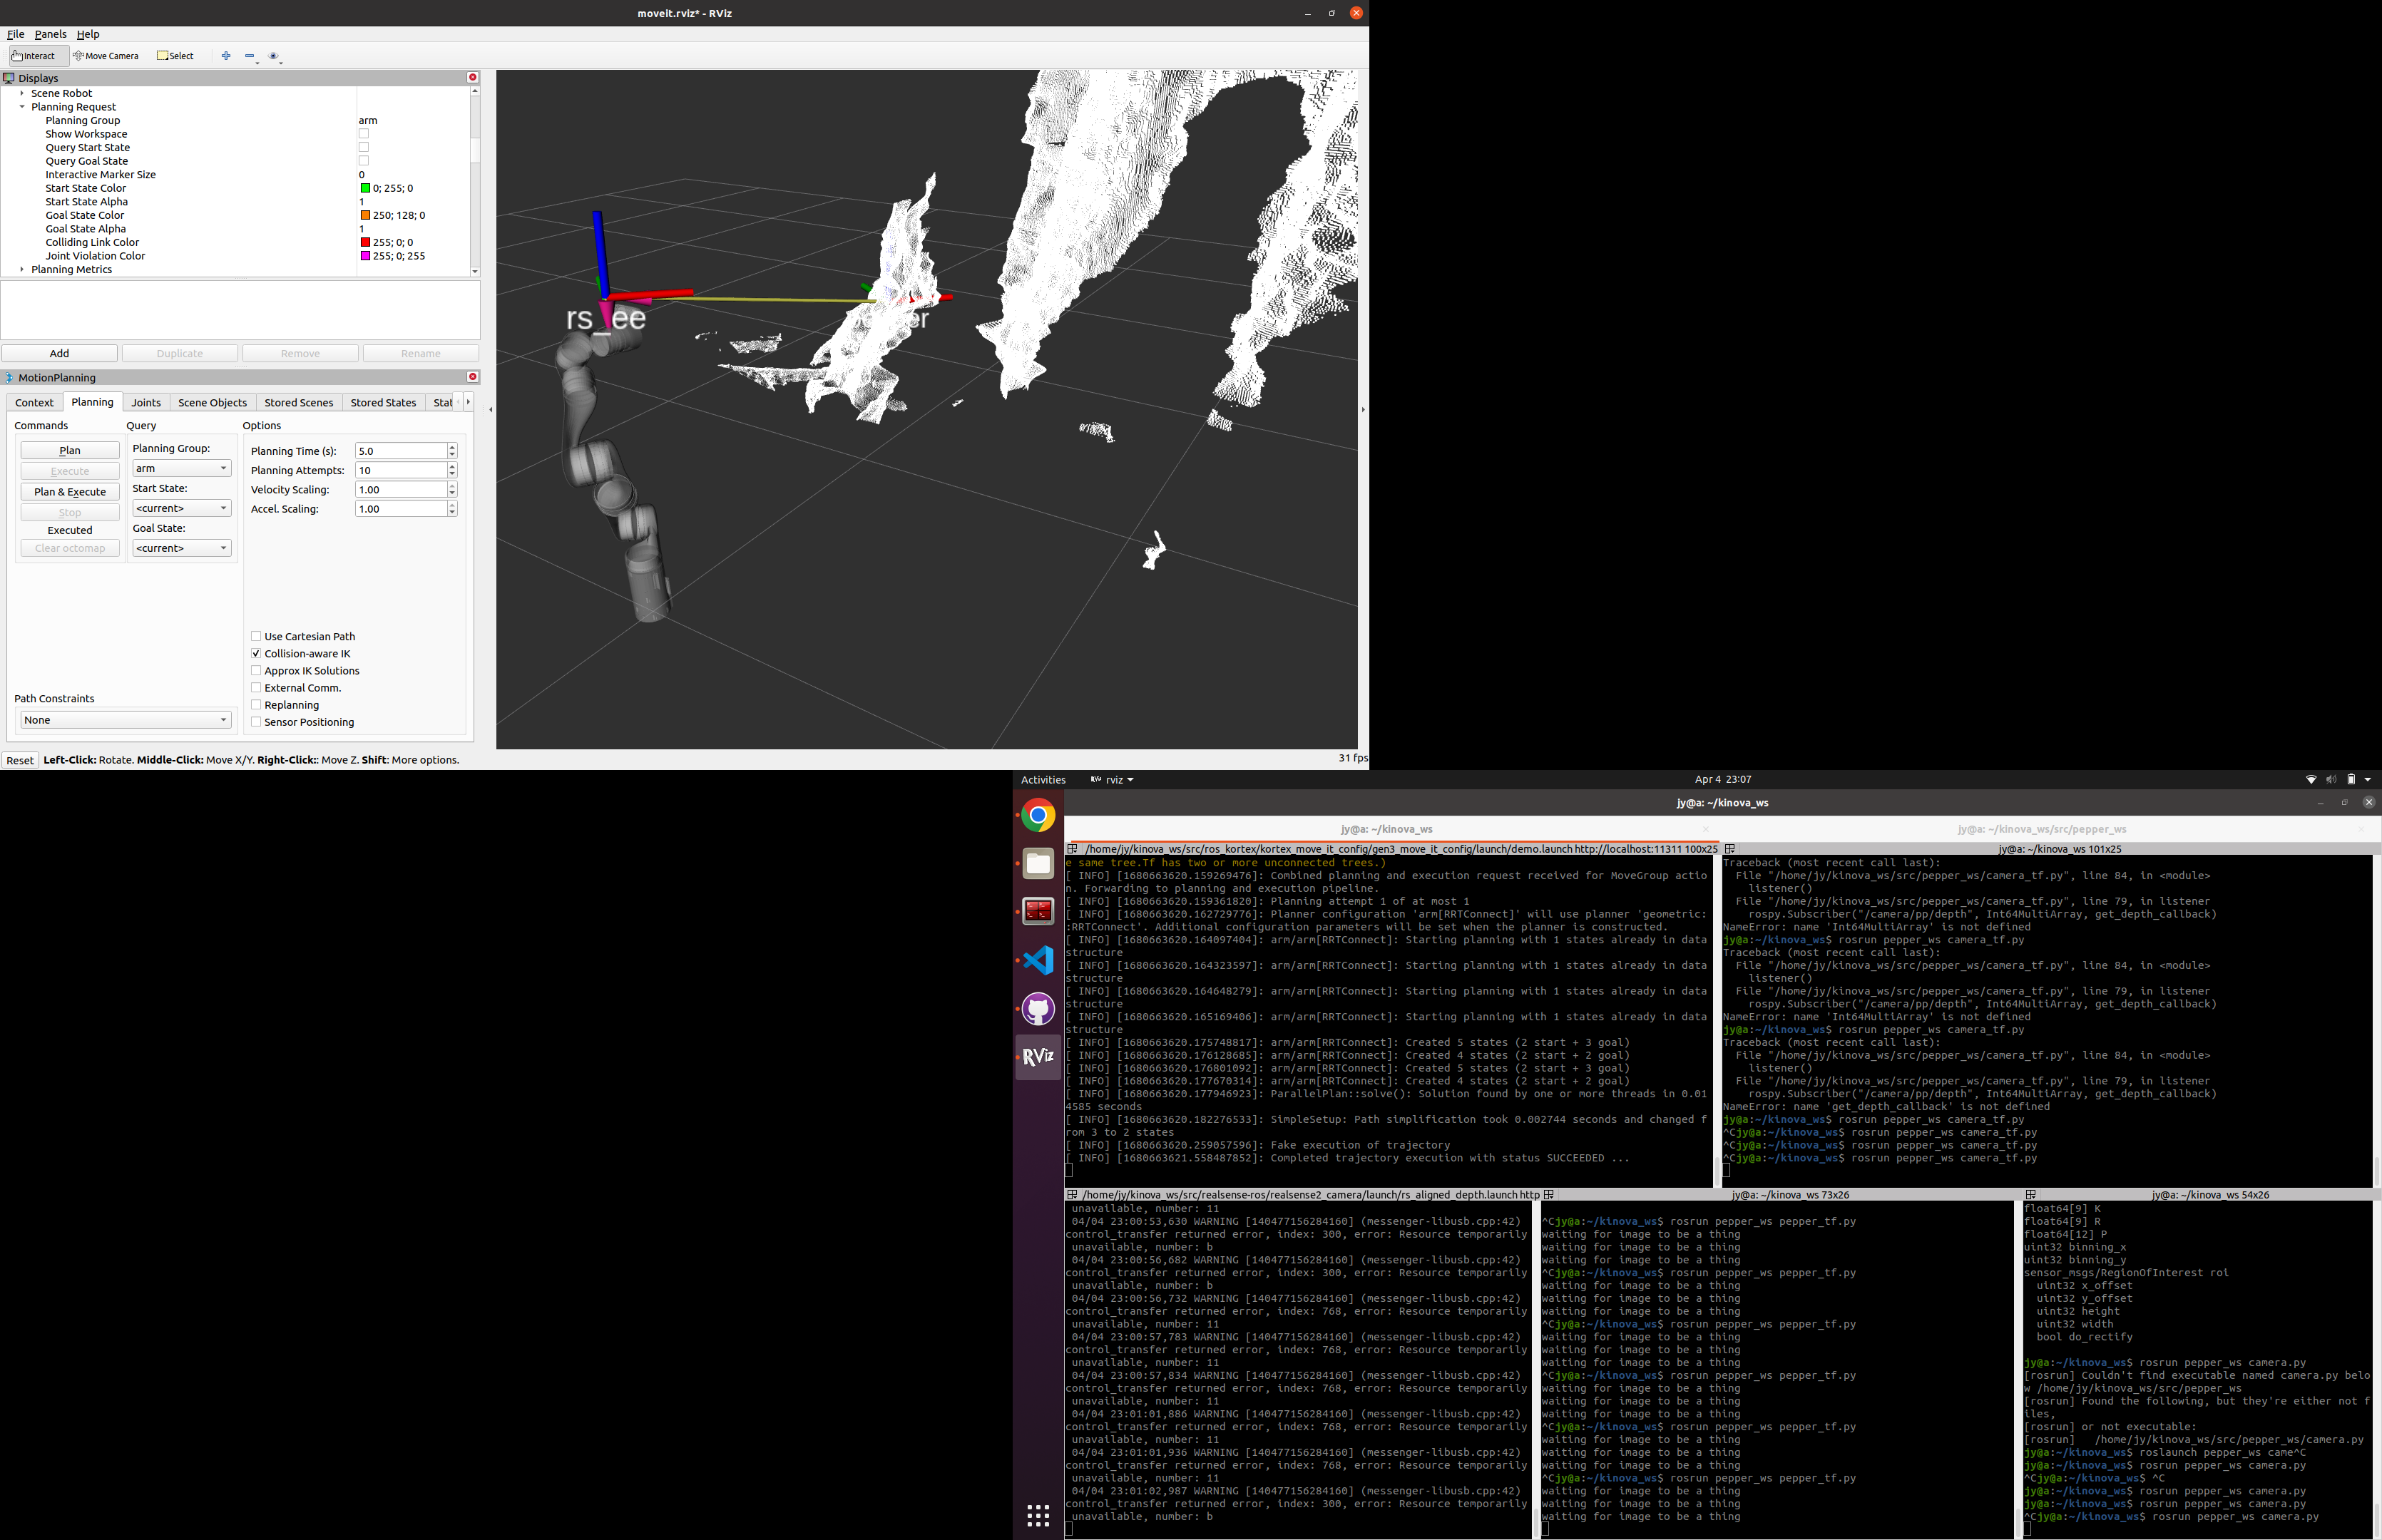 moveit.rviz* - RViz
File Panels Help
Interact Move Camera Select
Displays
Scene Robot
Planning Request
Planning Group arm
Show Workspace
Query Start State
Query Goal State
Interactive Marker Size 0
Start State Color 0; 255; 0
Start State Alpha 1
Goal State Color 250; 128; 0
Goal State Alpha 1
Colliding Link Color 255; 0; 0
Joint Violation Color 255; 0; 255
Planning Metrics
Add Duplicate Remove Rename
MotionPlanning
Context Planning Joints Scene Objects Stored Scenes Stored States Stat
Commands Query Options
Plan
Execute
Plan & Execute
Stop
Executed
Clear octomap
Planning Group:
arm
Start State:
<current>
Goal State:
<current>
Planning Time (s): 5.0
Planning Attempts: 10
Velocity Scaling: 1.00
Accel. Scaling: 1.00
Use Cartesian Path
Collision-aware IK
Approx IK Solutions
External Comm.
Replanning
Sensor Positioning
Path Constraints
None
Reset Left-Click: Rotate. Middle-Click: Move X/Y. Right-Click:: Move Z. Shift: More options.
31 fps
rs_ee
Activities rviz Apr 4 23:07
jy@a: ~/kinova_ws
jy@a: ~/kinova_ws
jy@a: ~/kinova_ws/src/pepper_ws
/home/jy/kinova_ws/src/ros_kortex/kortex_move_it_config/gen3_move_it_config/launch/demo.launch http://localhost:11311 100x25
e same tree.Tf has two or more unconnected trees.)
[ INFO] [1680663620.159269476]: Combined planning and execution request received for MoveGroup actio
n. Forwarding to planning and execution pipeline.
[ INFO] [1680663620.159361820]: Planning attempt 1 of at most 1
[ INFO] [1680663620.162729776]: Planner configuration 'arm[RRTConnect]' will use planner 'geometric:
:RRTConnect'. Additional configuration parameters will be set when the planner is constructed.
[ INFO] [1680663620.164097404]: arm/arm[RRTConnect]: Starting planning with 1 states already in data
structure
[ INFO] [1680663620.164323597]: arm/arm[RRTConnect]: Starting planning with 1 states already in data
structure
[ INFO] [1680663620.164648279]: arm/arm[RRTConnect]: Starting planning with 1 states already in data
structure
[ INFO] [1680663620.165169406]: arm/arm[RRTConnect]: Starting planning with 1 states already in data
structure
[ INFO] [1680663620.175748817]: arm/arm[RRTConnect]: Created 5 states (2 start + 3 goal)
[ INFO] [1680663620.176128685]: arm/arm[RRTConnect]: Created 4 states (2 start + 2 goal)
[ INFO] [1680663620.176801092]: arm/arm[RRTConnect]: Created 5 states (2 start + 3 goal)
[ INFO] [1680663620.177670314]: arm/arm[RRTConnect]: Created 4 states (2 start + 2 goal)
[ INFO] [1680663620.177946923]: ParallelPlan::solve(): Solution found by one or more threads in 0.01
4585 seconds
[ INFO] [1680663620.182276533]: SimpleSetup: Path simplification took 0.002744 seconds and changed f
rom 3 to 2 states
[ INFO] [1680663620.259057596]: Fake execution of trajectory
[ INFO] [1680663621.558487852]: Completed trajectory execution with status SUCCEEDED ...
jy@a: ~/kinova_ws 101x25
Traceback (most recent call last):
File "/home/jy/kinova_ws/src/pepper_ws/camera_tf.py", line 84, in <module>
listener()
File "/home/jy/kinova_ws/src/pepper_ws/camera_tf.py", line 79, in listener
rospy.Subscriber("/camera/pp/depth", Int64MultiArray, get_depth_callback)
NameError: name 'Int64MultiArray' is not defined
jy@a:~/kinova_ws$ rosrun pepper_ws camera_tf.py
Traceback (most recent call last):
File "/home/jy/kinova_ws/src/pepper_ws/camera_tf.py", line 84, in <module>
listener()
File "/home/jy/kinova_ws/src/pepper_ws/camera_tf.py", line 79, in listener
rospy.Subscriber("/camera/pp/depth", Int64MultiArray, get_depth_callback)
NameError: name 'Int64MultiArray' is not defined
jy@a:~/kinova_ws$ rosrun pepper_ws camera_tf.py
Traceback (most recent call last):
File "/home/jy/kinova_ws/src/pepper_ws/camera_tf.py", line 84, in <module>
listener()
File "/home/jy/kinova_ws/src/pepper_ws/camera_tf.py", line 79, in listener
rospy.Subscriber("/camera/pp/depth", Int64MultiArray, get_depth_callback)
NameError: name 'get_depth_callback' is not defined
jy@a:~/kinova_ws$ rosrun pepper_ws camera_tf.py
^Cjy@a:~/kinova_ws$ rosrun pepper_ws camera_tf.py
^Cjy@a:~/kinova_ws$ rosrun pepper_ws camera_tf.py
^Cjy@a:~/kinova_ws$ rosrun pepper_ws camera_tf.py
/home/jy/kinova_ws/src/realsense-ros/realsense2_camera/launch/rs_aligned_depth.launch http
unavailable, number: 11
04/04 23:00:53,630 WARNING [140477156284160] (messenger-libusb.cpp:42)
control_transfer returned error, index: 300, error: Resource temporarily
unavailable, number: b
04/04 23:00:56,682 WARNING [140477156284160] (messenger-libusb.cpp:42)
control_transfer returned error, index: 300, error: Resource temporarily
unavailable, number: b
04/04 23:00:56,732 WARNING [140477156284160] (messenger-libusb.cpp:42)
control_transfer returned error, index: 768, error: Resource temporarily
unavailable, number: 11
04/04 23:00:57,783 WARNING [140477156284160] (messenger-libusb.cpp:42)
control_transfer returned error, index: 768, error: Resource temporarily
unavailable, number: 11
04/04 23:00:57,834 WARNING [140477156284160] (messenger-libusb.cpp:42)
control_transfer returned error, index: 768, error: Resource temporarily
unavailable, number: 11
04/04 23:01:01,886 WARNING [140477156284160] (messenger-libusb.cpp:42)
control_transfer returned error, index: 768, error: Resource temporarily
unavailable, number: 11
04/04 23:01:01,936 WARNING [140477156284160] (messenger-libusb.cpp:42)
control_transfer returned error, index: 768, error: Resource temporarily
unavailable, number: 11
04/04 23:01:02,987 WARNING [140477156284160] (messenger-libusb.cpp:42)
control_transfer returned error, index: 300, error: Resource temporarily
unavailable, number: b
jy@a: ~/kinova_ws 73x26
^Cjy@a:~/kinova_ws$ rosrun pepper_ws pepper_tf.py
waiting for image to be a thing
waiting for image to be a thing
waiting for image to be a thing
^Cjy@a:~/kinova_ws$ rosrun pepper_ws pepper_tf.py
waiting for image to be a thing
waiting for image to be a thing
waiting for image to be a thing
^Cjy@a:~/kinova_ws$ rosrun pepper_ws pepper_tf.py
waiting for image to be a thing
waiting for image to be a thing
waiting for image to be a thing
^Cjy@a:~/kinova_ws$ rosrun pepper_ws pepper_tf.py
waiting for image to be a thing
waiting for image to be a thing
waiting for image to be a thing
^Cjy@a:~/kinova_ws$ rosrun pepper_ws pepper_tf.py
waiting for image to be a thing
waiting for image to be a thing
waiting for image to be a thing
^Cjy@a:~/kinova_ws$ rosrun pepper_ws pepper_tf.py
waiting for image to be a thing
waiting for image to be a thing
waiting for image to be a thing
jy@a: ~/kinova_ws 54x26
float64[9] K
float64[9] R
float64[12] P
uint32 binning_x
uint32 binning_y
sensor_msgs/RegionOfInterest roi
uint32 x_offset
uint32 y_offset
uint32 height
uint32 width
bool do_rectify
jy@a:~/kinova_ws$ rosrun pepper_ws camera.py
[rosrun] Couldn't find executable named camera.py belo
w /home/jy/kinova_ws/src/pepper_ws
[rosrun] Found the following, but they're either not f
iles,
[rosrun] or not executable:
[rosrun] /home/jy/kinova_ws/src/pepper_ws/camera.py
jy@a:~/kinova_ws$ roslaunch pepper_ws came^C
jy@a:~/kinova_ws$ rosrun pepper_ws camera.py
^Cjy@a:~/kinova_ws$ ^C
jy@a:~/kinova_ws$ rosrun pepper_ws camera.py
jy@a:~/kinova_ws$ rosrun pepper_ws camera.py
^Cjy@a:~/kinova_ws$ rosrun pepper_ws camera.py
RViz